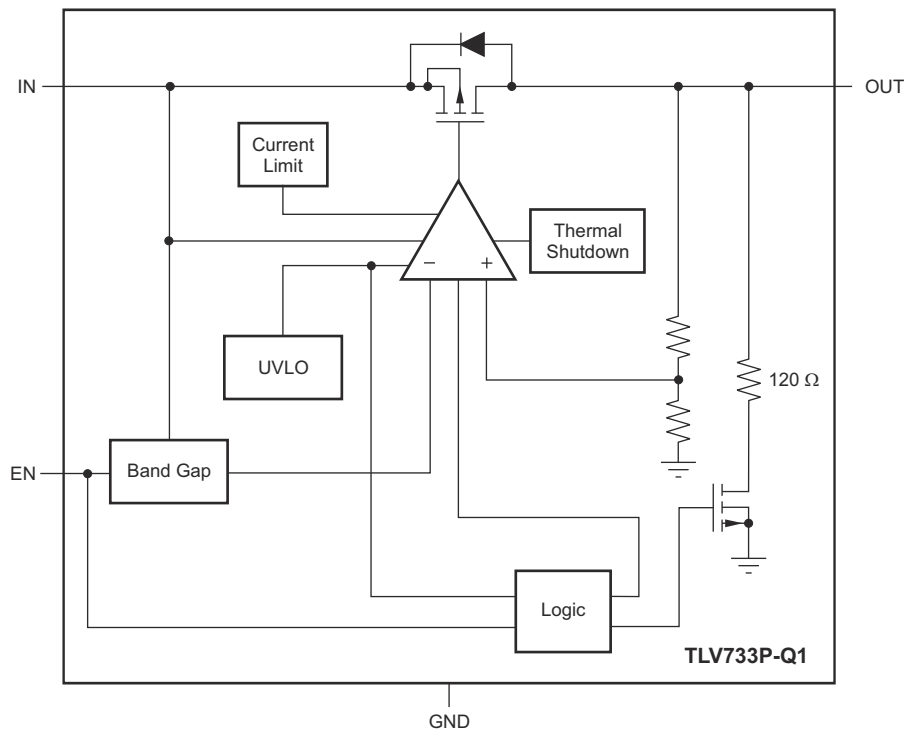 IN
OUT
Current
Limit
Thermal
Shutdown
−
+
UVLO
120 Ω
EN
Band Gap
Logic
TLV733P-Q1
GND